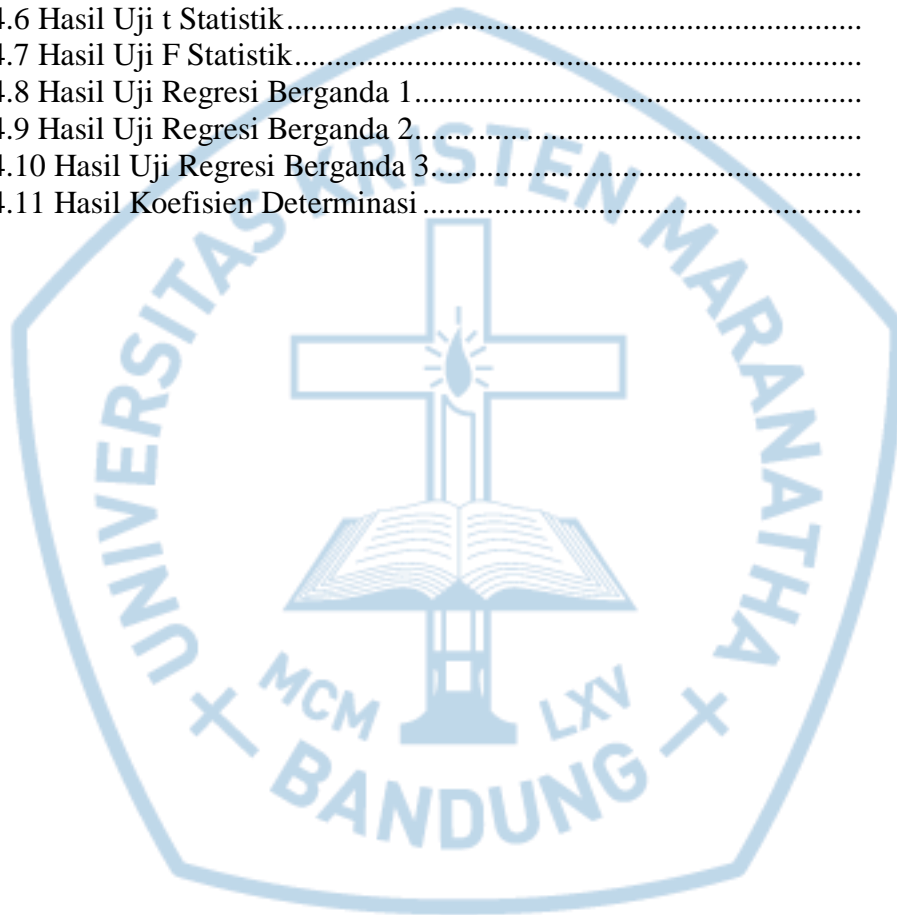 4.6 Hasil Uji t Statistik
4.7 Hasil Uji F Statistik
4.8 Hasil Uji Regresi Berganda 1
4.9 Hasil Uji Regresi Berganda 2
4.10 Hasil Uji Regresi Berganda 3
4.11 Hasil Koefisien Determinasi
UNIVERSITAS KRISTEN MARANATHA
MCM LXV
BANDUNG